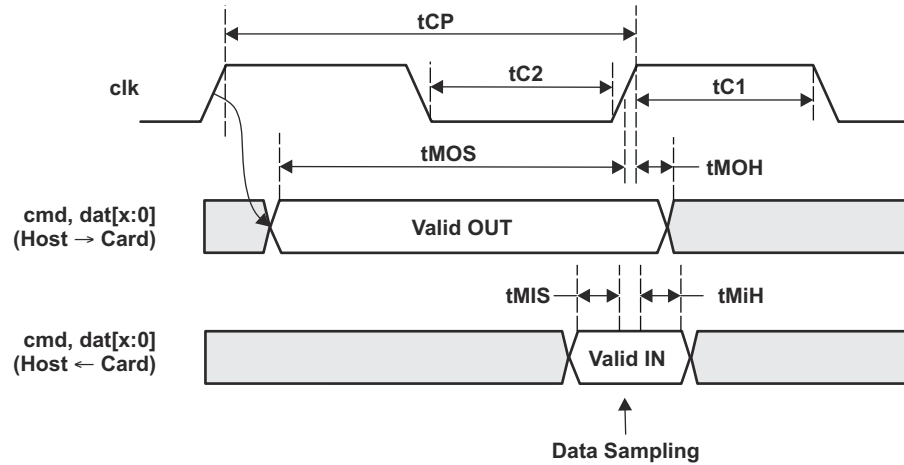 tCP
clk
tC2
tC1
tMOS
tMOH
cmd, dat[x:0]
(Host → Card)
Valid OUT
tMIS
tMiH
cmd, dat[x:0]
(Host ← Card)
Valid IN
Data Sampling